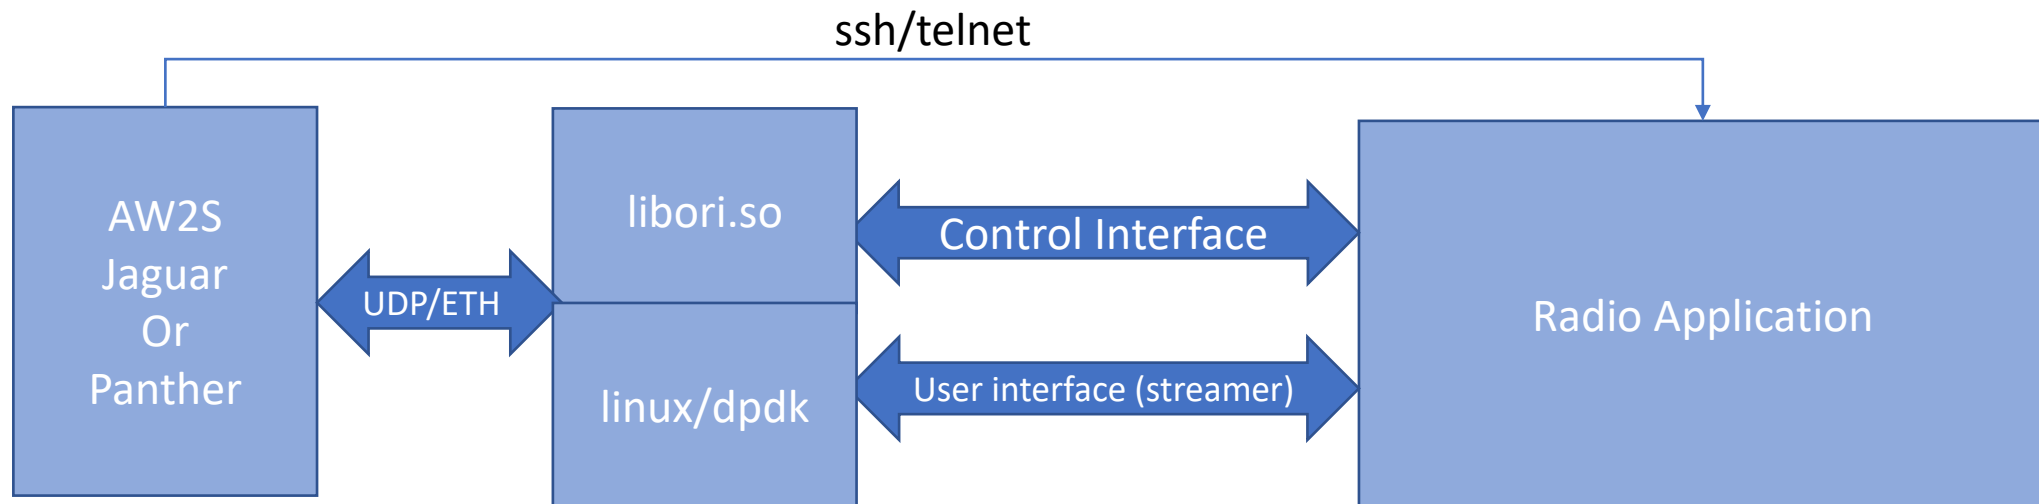 ssh/telnet
AW2S
Jaguar
Or
Panther
UDP/ETH
libori.so
linux/dpdk
Control Interface
User interface (streamer)
Radio Application